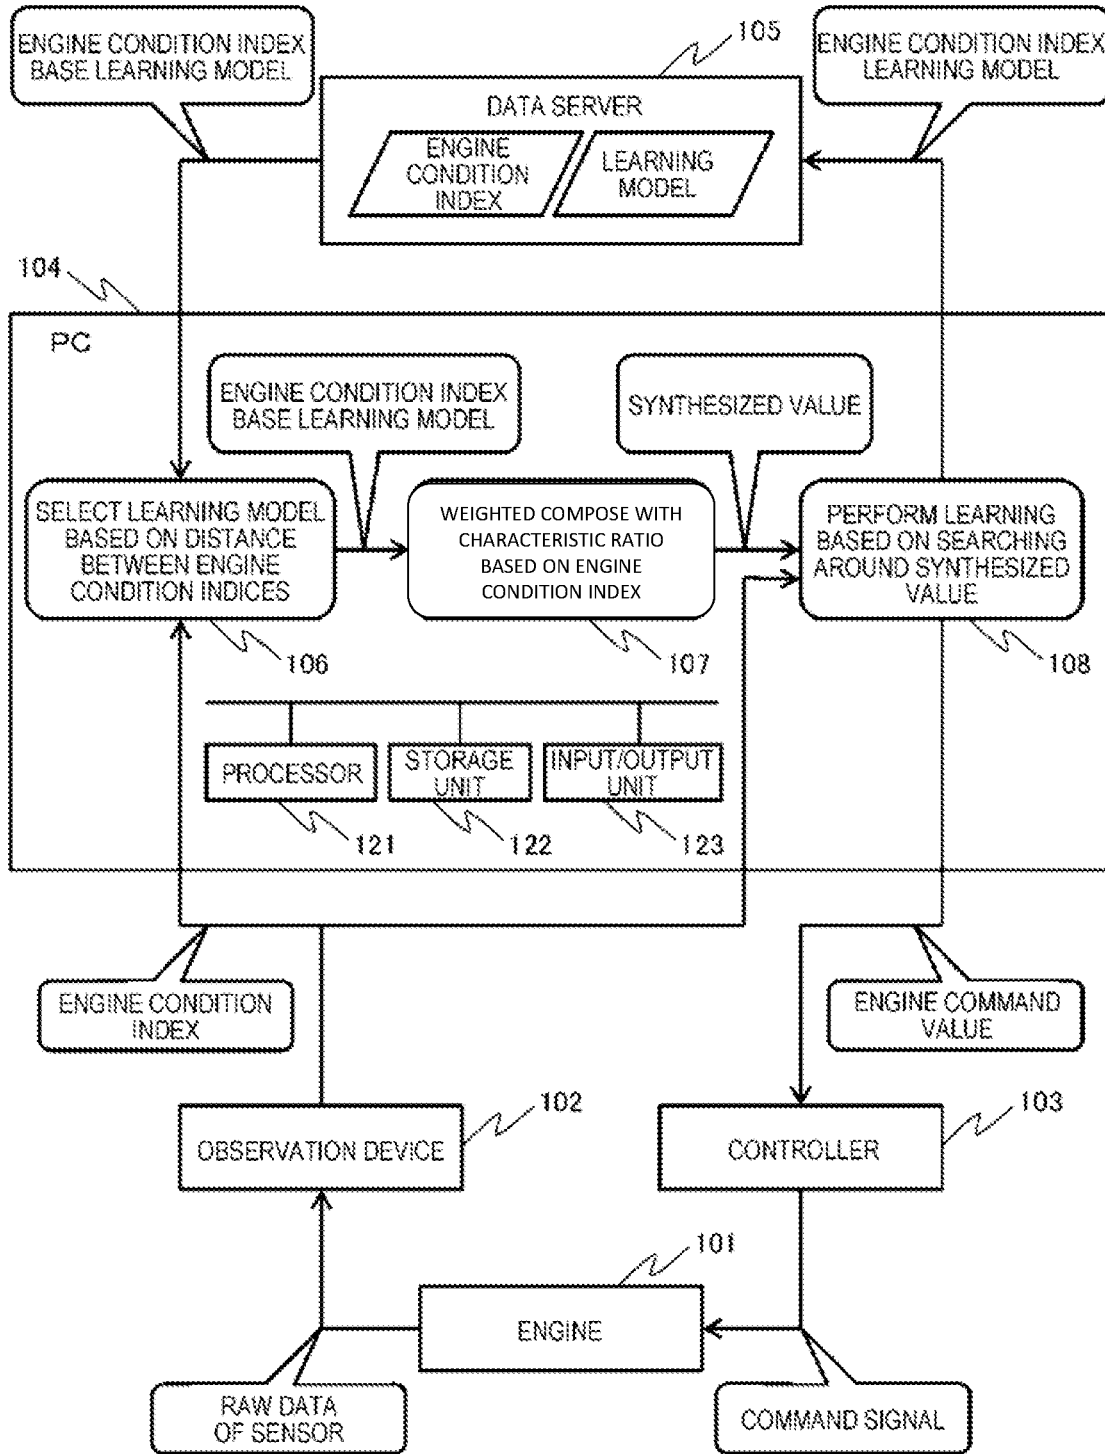 ENGINE CONDITION INDEX
BASE LEARNING MODEL
105
ENGINE CONDITION INDEX
LEARNING MODEL
DATA SERVER
ENGINE
CONDITION
INDEX
LEARNING
MODEL
104
PC
ENGINE CONDITION INDEX
BASE LEARNING MODEL
SYNTHESIZED VALUE
SELECT LEARNING MODEL
BASED ON DISTANCE
BETWEEN ENGINE
CONDITION INDICES
WEIGHTED COMPOSE WITH
CHARACTERISTIC RATIO
BASED ON ENGINE
CONDITION INDEX
PERFORM LEARNING
BASED ON SEARCHING
AROUND SYNTHESIZED
VALUE
106
107
108
PROCESSOR
STORAGE
UNIT
INPUT/OUTPUT
UNIT
121
122
123
ENGINE CONDITION
INDEX
ENGINE COMMAND
VALUE
102
OBSERVATION DEVICE
103
CONTROLLER
101
ENGINE
RAW DATA
OF SENSOR
COMMAND SIGNAL